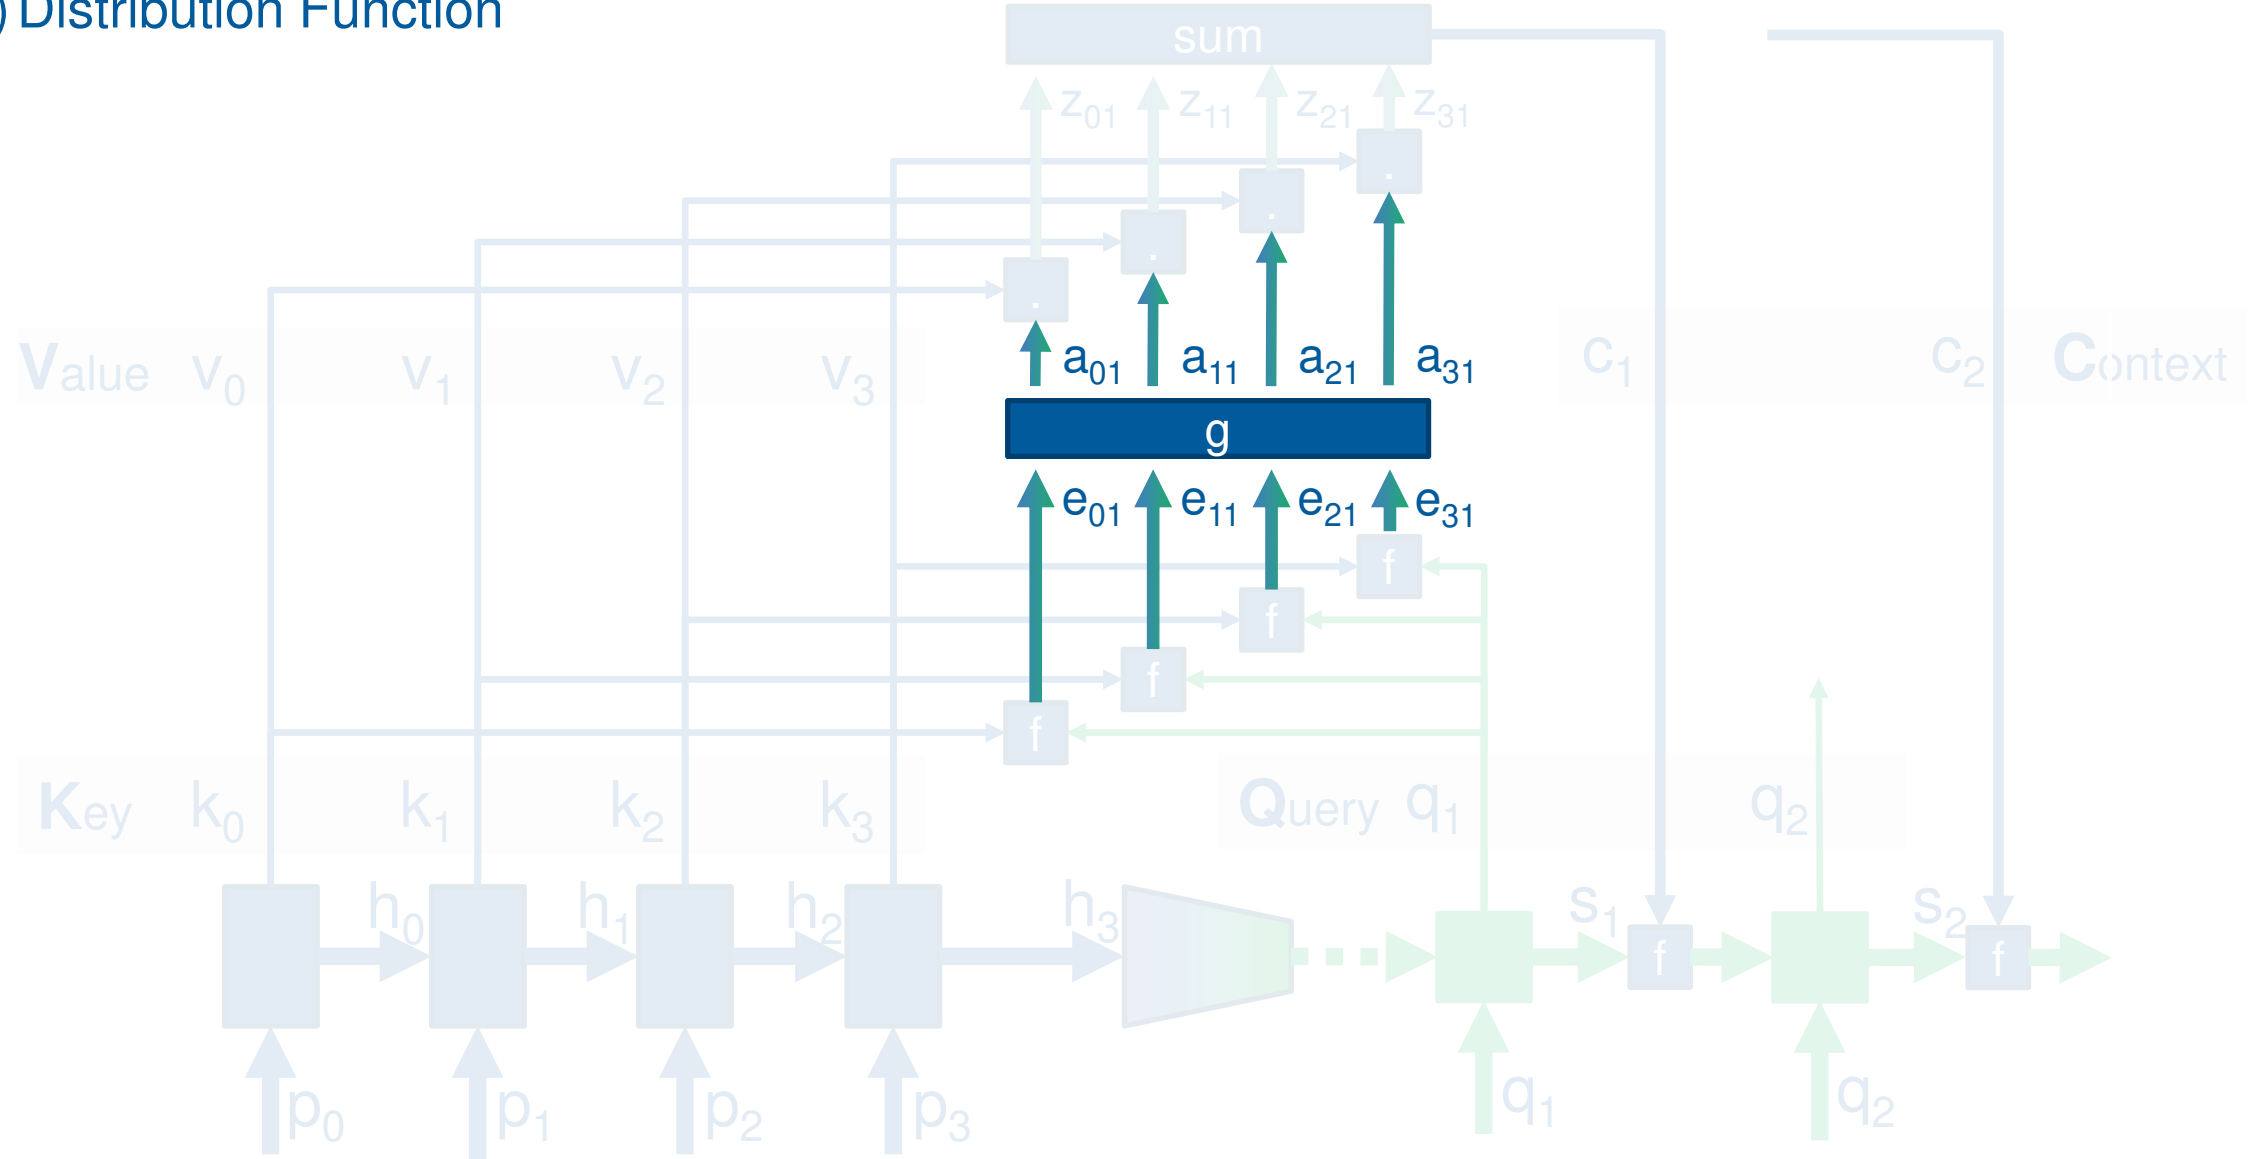 ) Distribution Function
sum
z01 z11 z21 z31
. . . .
a01 a11 a21 a31
Value v0 v1 v2 v3 c1 c2 Context
g
e01 e11 e21 e31
f
f
f
f
Key k0 k1 k2 k3 Query q1 q2
h0 h1 h2 h3 s1 s2
f f
p0 p1 p2 p3 q1 q2